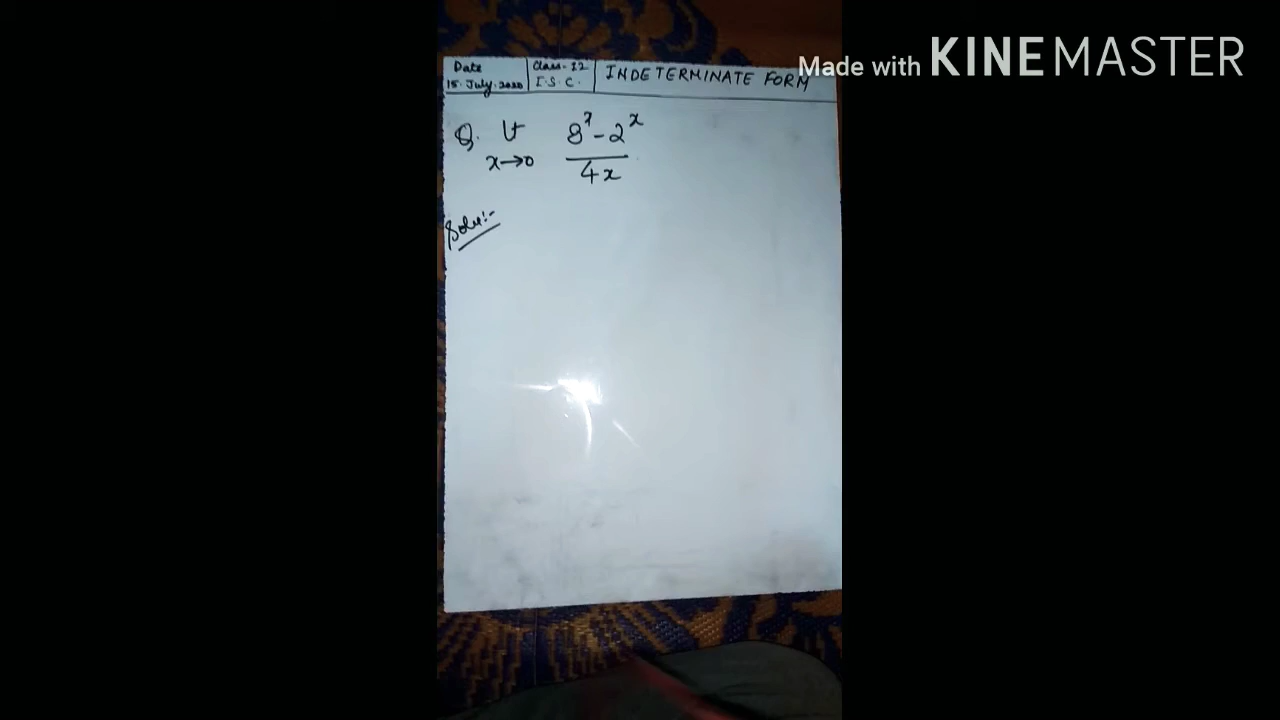 Made with KINEMASTER
Date
15. July. 2020
Class-12
I.S.C.
INDETERMINATE FORM
Q. Lt 8^x - 2^x
x→0 4x
Solu:-